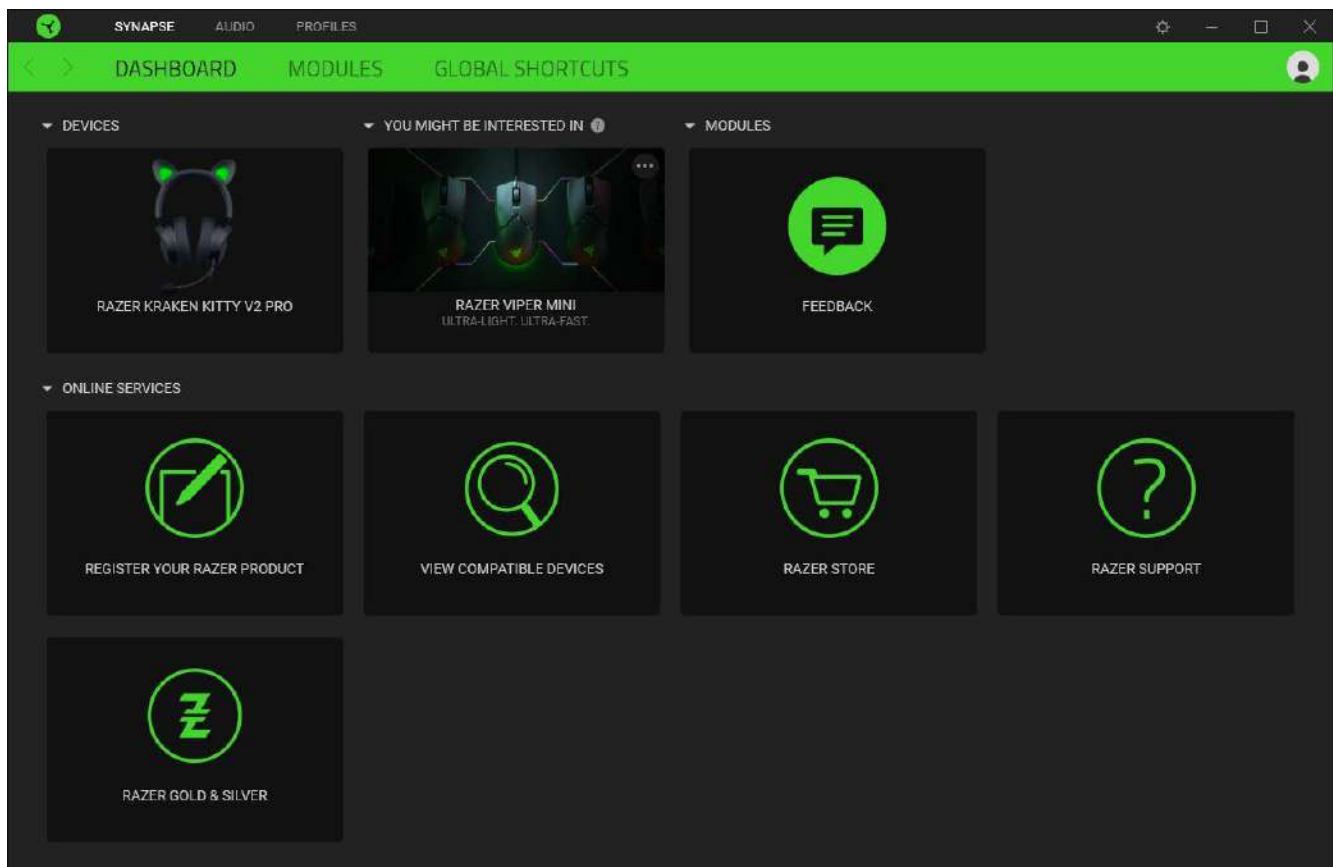 SYNAPSE
AUDIO
PROFILES
DASHBOARD
MODULES
GLOBAL SHORTCUTS
DEVICES
YOU MIGHT BE INTERESTED IN
MODULES
RAZER KRAKEN KITTY V2 PRO
RAZER VIPER MINI
ULTRA-LIGHT. ULTRA-FAST.
FEEDBACK
ONLINE SERVICES
REGISTER YOUR RAZER PRODUCT
VIEW COMPATIBLE DEVICES
RAZER STORE
RAZER SUPPORT
RAZER GOLD & SILVER